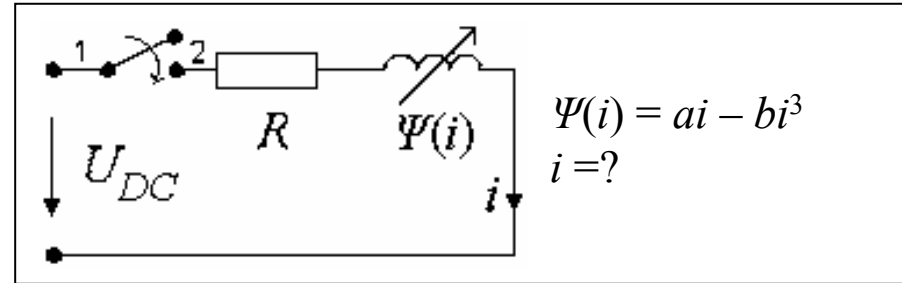 1 2
R Ψ(i)
U_DC
i
Ψ(i) = ai – bi³
i =?